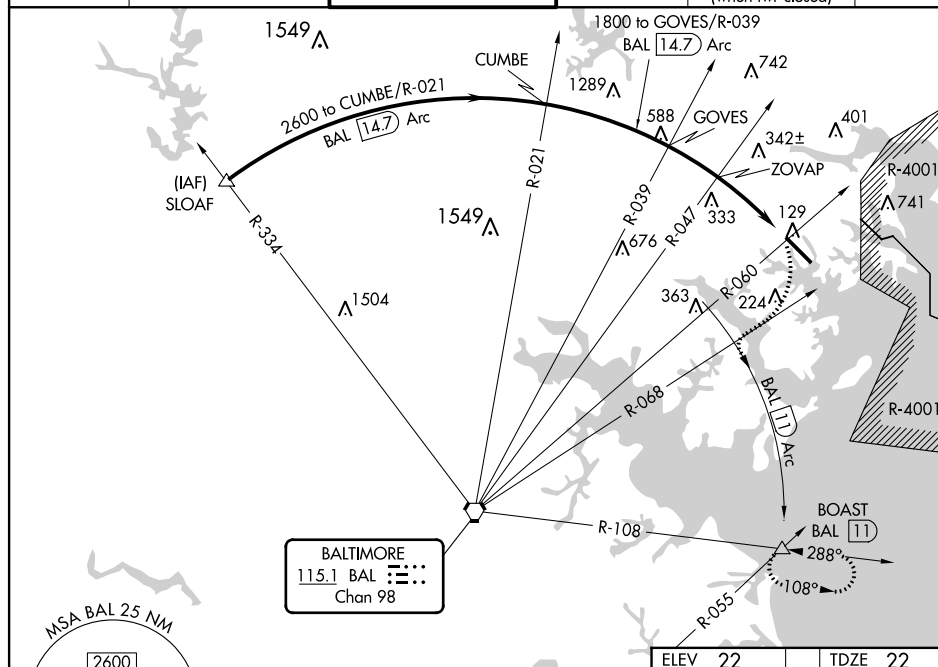 1549
1800 to GOVES/R-039
BAL 14.7 Arc
CUMBE
742
1289
2600 to CUMBE/R-021
BAL 14.7 Arc
588
GOVES
401
342±
ZOVAP
R-4001
(IAF)
SLOAF
R-021
R-039
R-047
333
741
R-334
1549
676
129
R-060
1504
363
224
R-068
BAL 11 Arc
R-4001
BOAST
BAL 11
R-108
288°
108°
BALTIMORE
115.1 BAL
Chan 98
R-055
MSA BAL 25 NM
2600
ELEV 22
TDZE 22